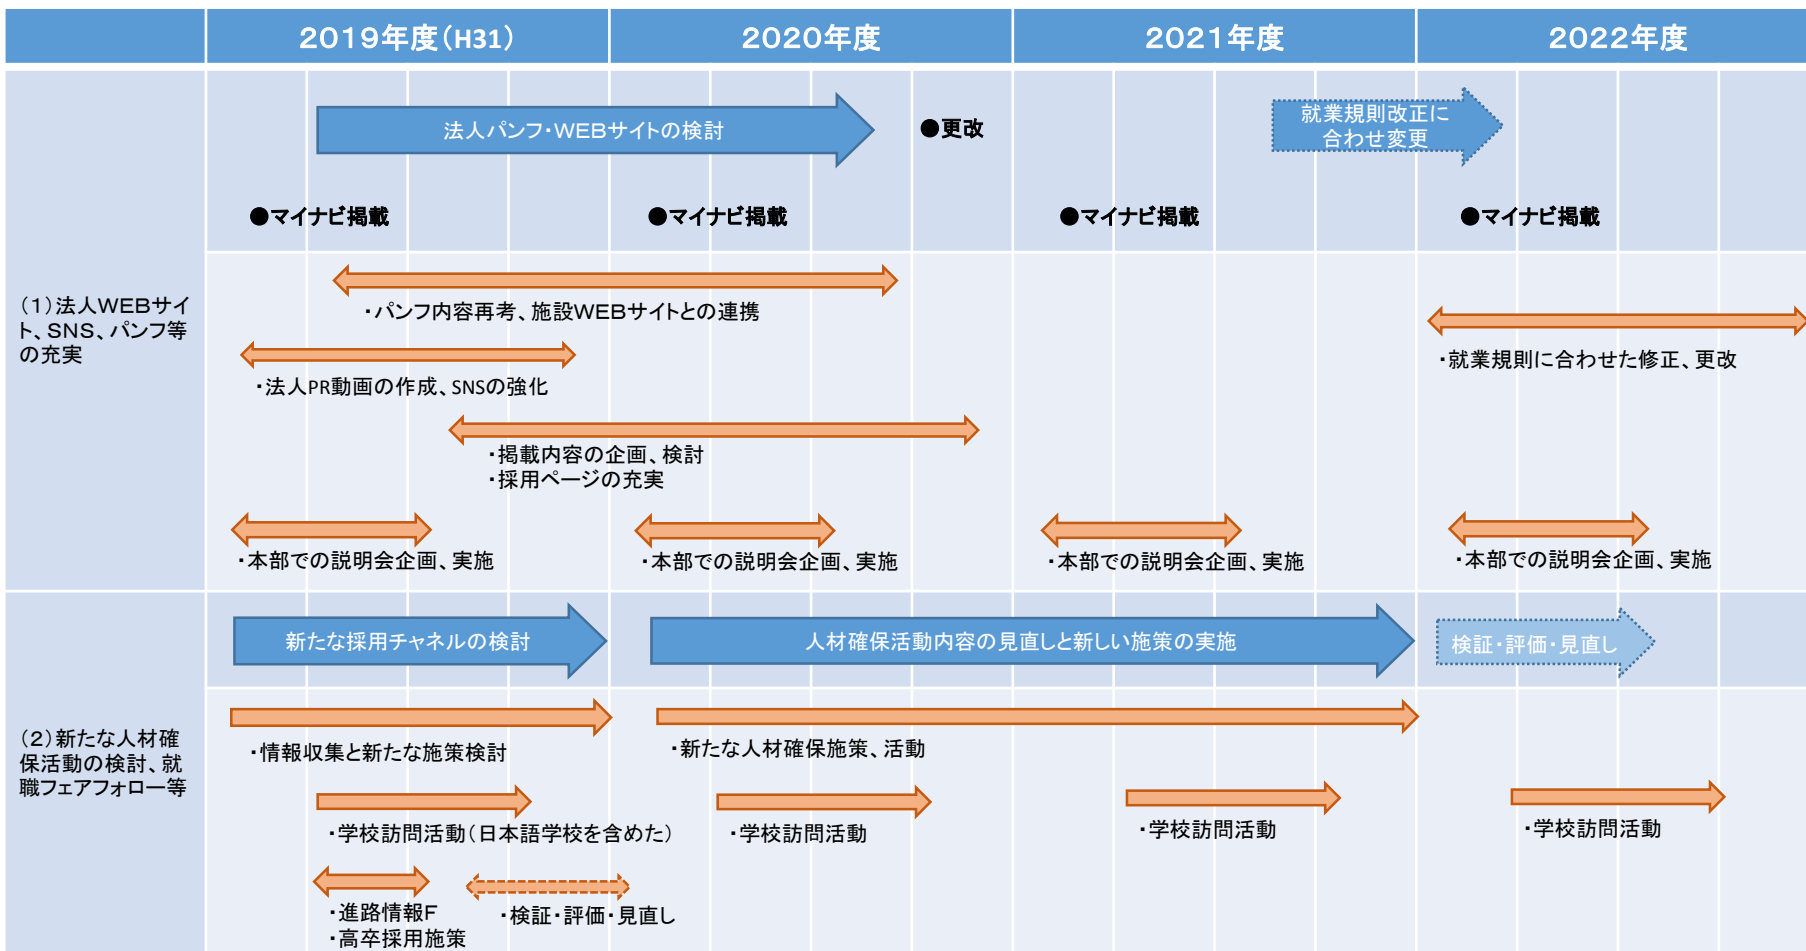 2019年度(H31)
2020年度
2021年度
2022年度
(1)法人WEBサイ
ト、SNS、パンフ等
の充実
法人パンフ・WEBサイトの検討
●更改
就業規則改正に
合わせ変更
●マイナビ掲載
●マイナビ掲載
●マイナビ掲載
●マイナビ掲載
・パンフ内容再考、施設WEBサイトとの連携
・就業規則に合わせた修正、更改
・法人PR動画の作成、SNSの強化
・掲載内容の企画、検討
・採用ページの充実
・本部での説明会企画、実施
・本部での説明会企画、実施
・本部での説明会企画、実施
・本部での説明会企画、実施
(2)新たな人材確
保活動の検討、就
職フェアフォロー等
新たな採用チャネルの検討
人材確保活動内容の見直しと新しい施策の実施
検証・評価・見直し
・情報収集と新たな施策検討
・新たな人材確保施策、活動
・学校訪問活動(日本語学校を含めた)
・学校訪問活動
・学校訪問活動
・学校訪問活動
・進路情報F
・高卒採用施策
・検証・評価・見直し